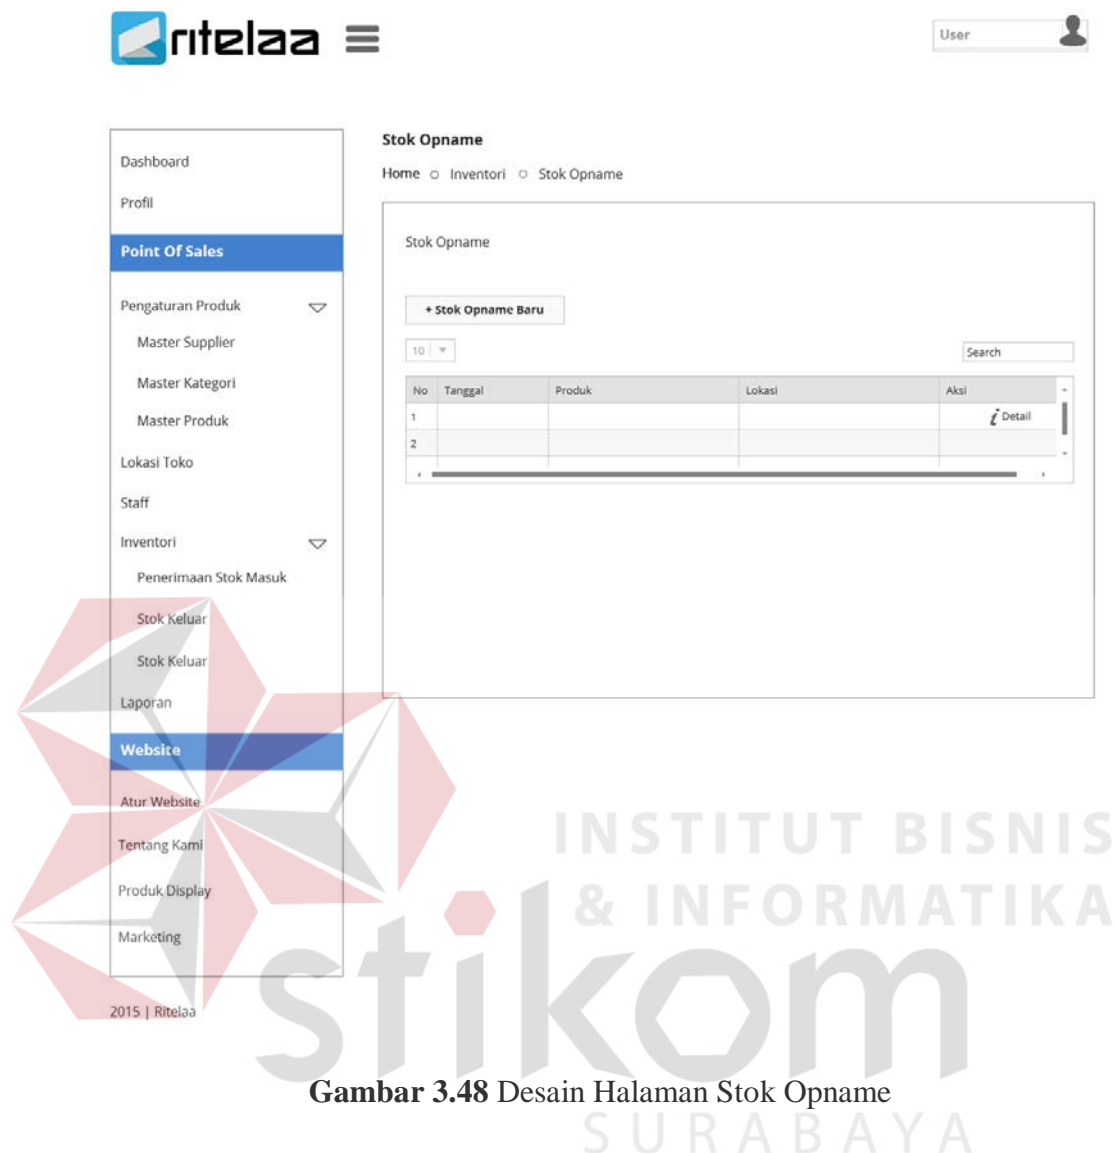 ritelaa
User
Dashboard
Profil
Point Of Sales
Pengaturan Produk
Master Supplier
Master Kategori
Master Produk
Lokasi Toko
Staff
Inventori
Penerimaan Stok Masuk
Stok Keluar
Stok Keluar
Laporan
Website
Atur Website
Tentang Kami
Produk Display
Marketing
2015 | Ritelaa
Stok Opname
Home Inventori Stok Opname
Stok Opname
+ Stok Opname Baru
10
Search
No Tanggal Produk Lokasi Aksi
1 i Detail
2
INSTITUT BISNIS
& INFORMATIKA
stikom
SURABAYA
Gambar 3.48 Desain Halaman Stok Opname